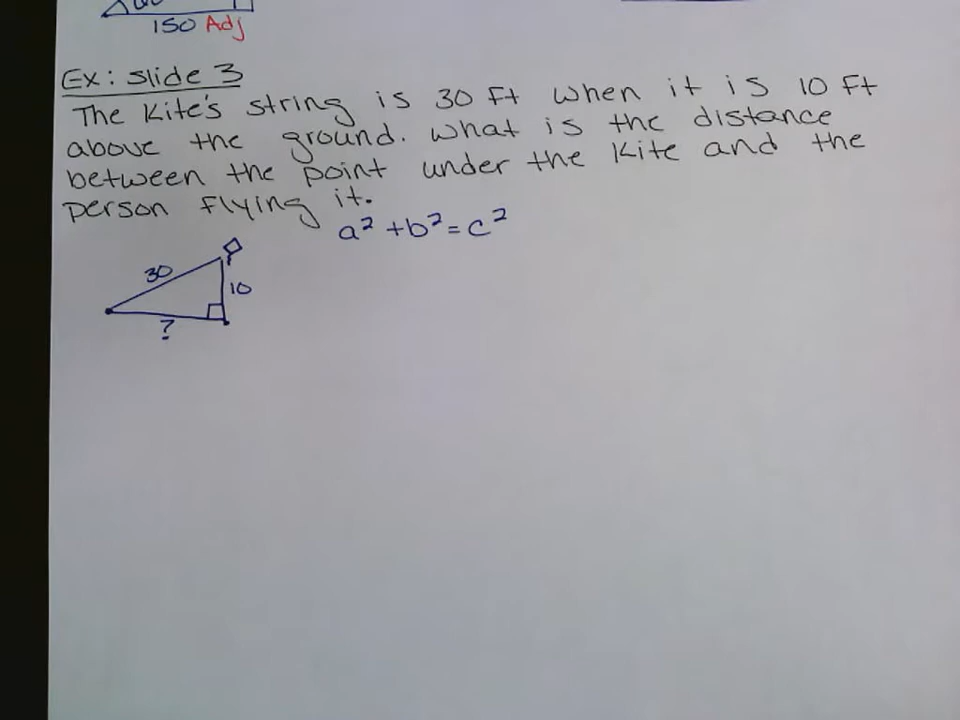 150 Adj
Ex: Slide 3
The Kite's string is 30 Ft when it is 10 Ft
above the ground. What is the distance
between the point under the Kite and the
person flying it.
a² + b² = c²
30
10
?